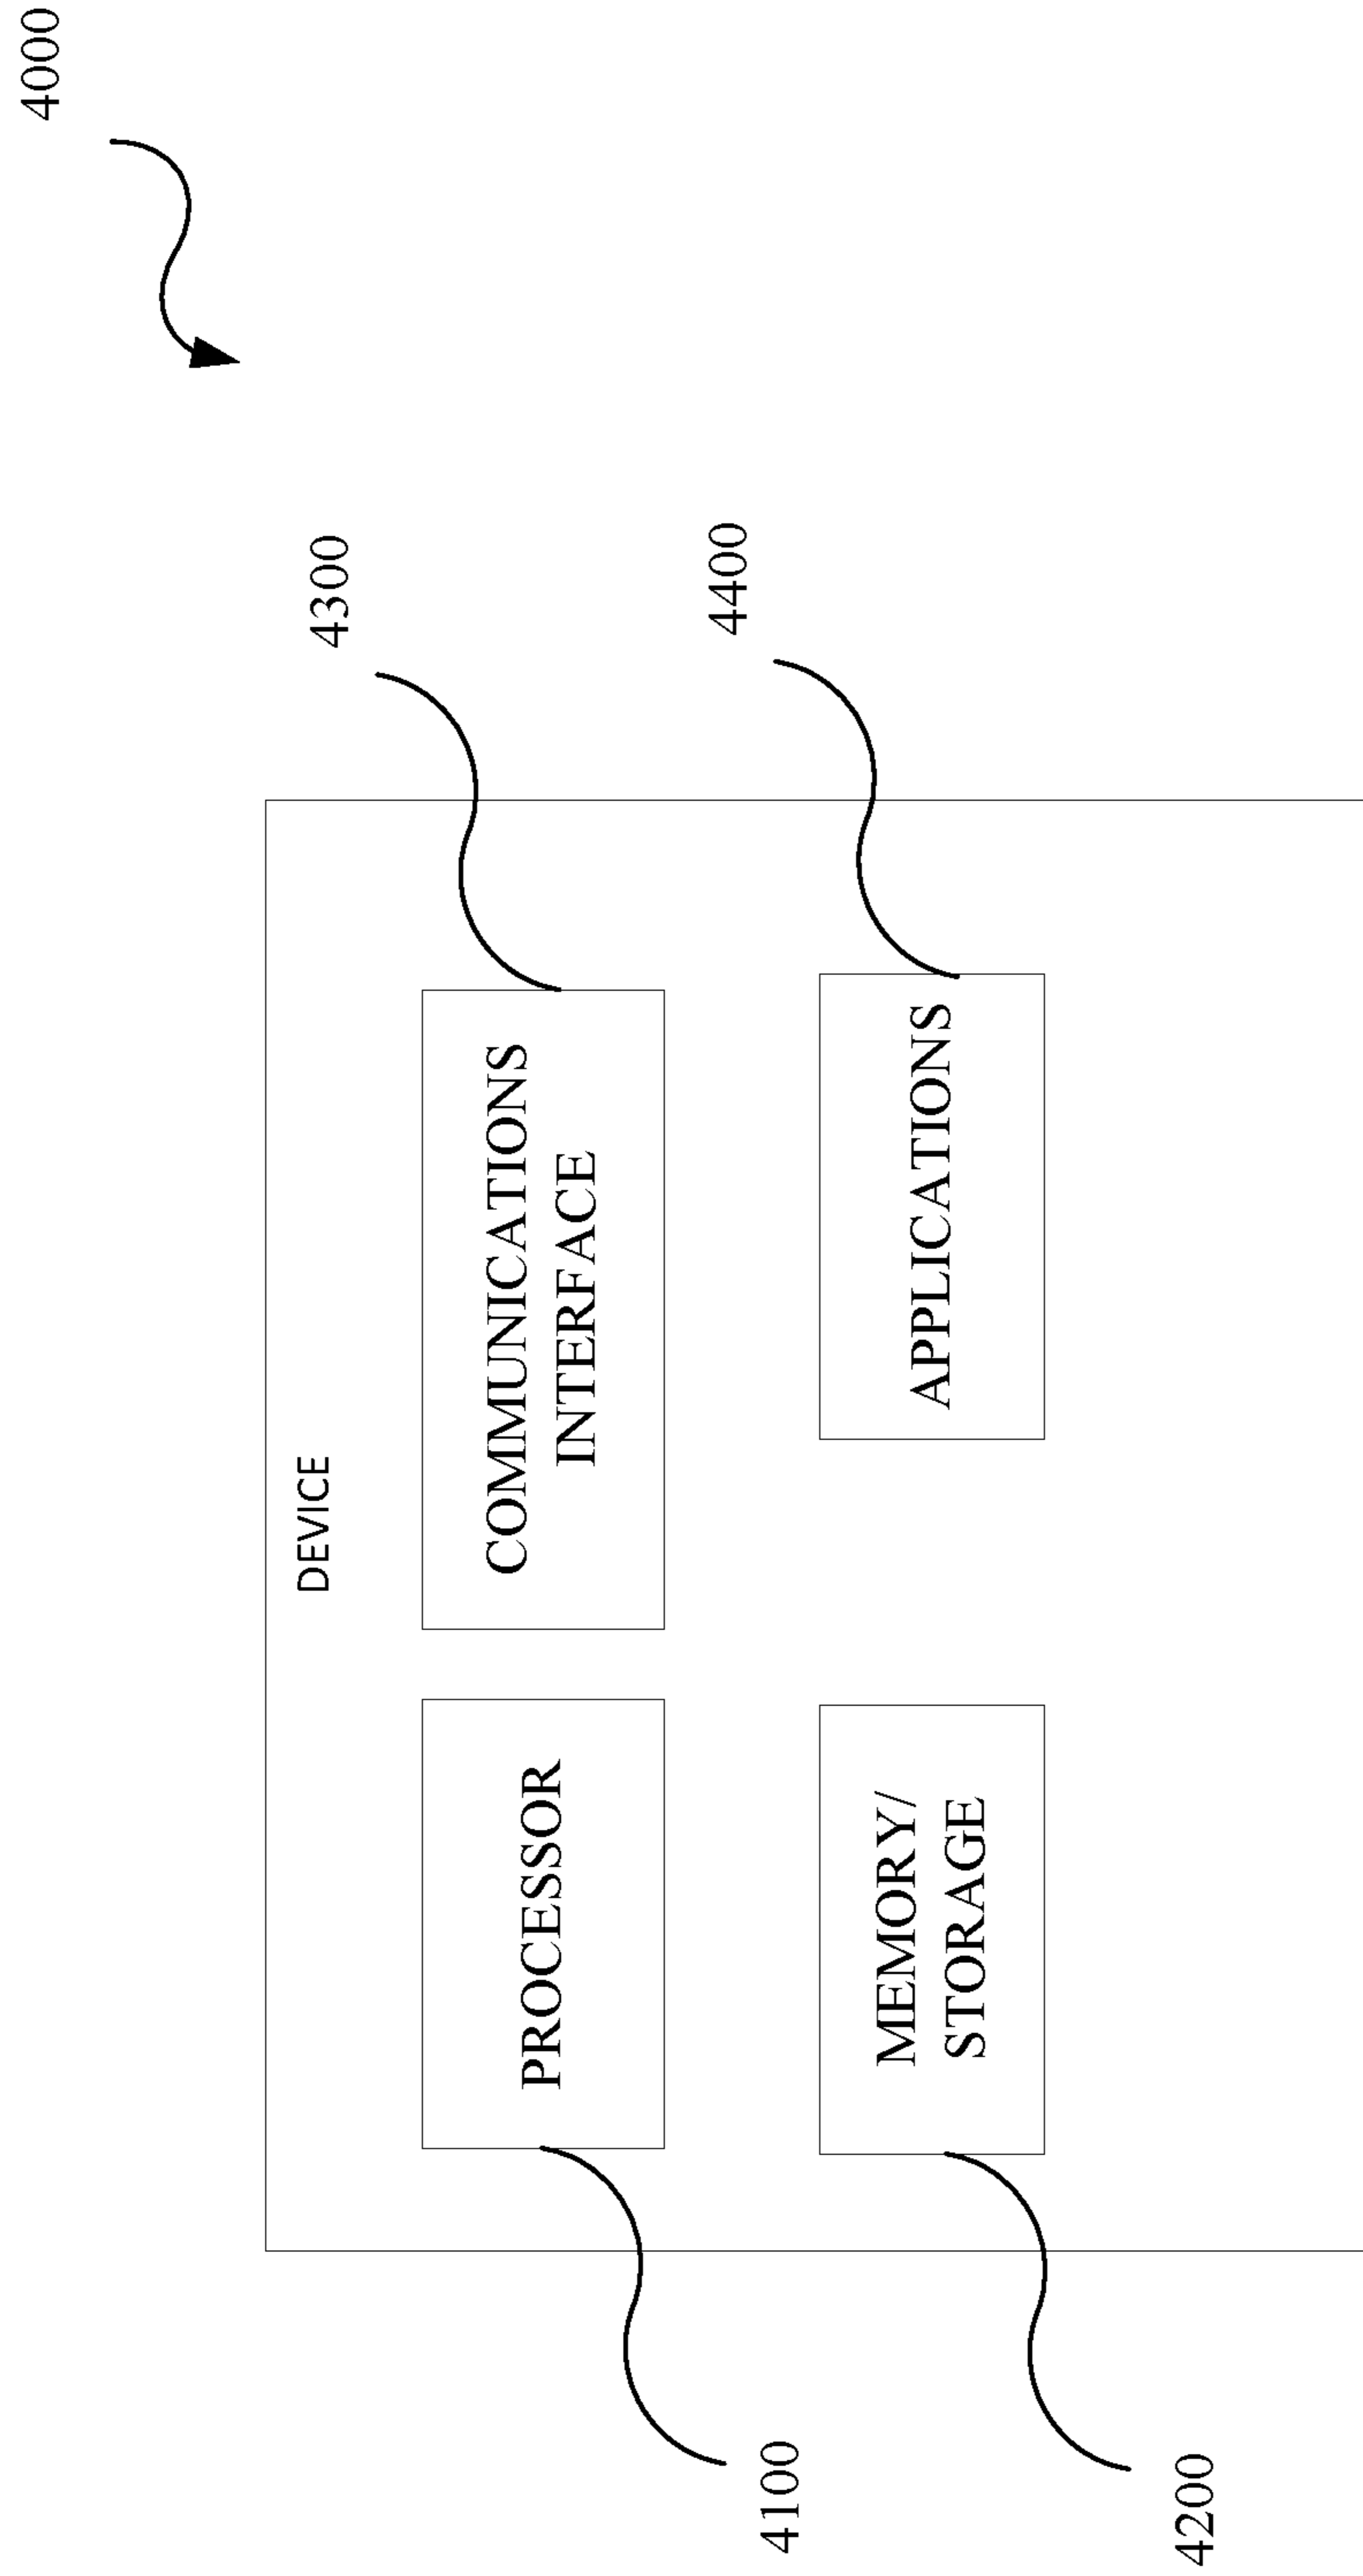 4000
DEVICE
4300
PROCESSOR
COMMUNICATIONS
INTERFACE
4100
4400
MEMORY/
STORAGE
APPLICATIONS
4200